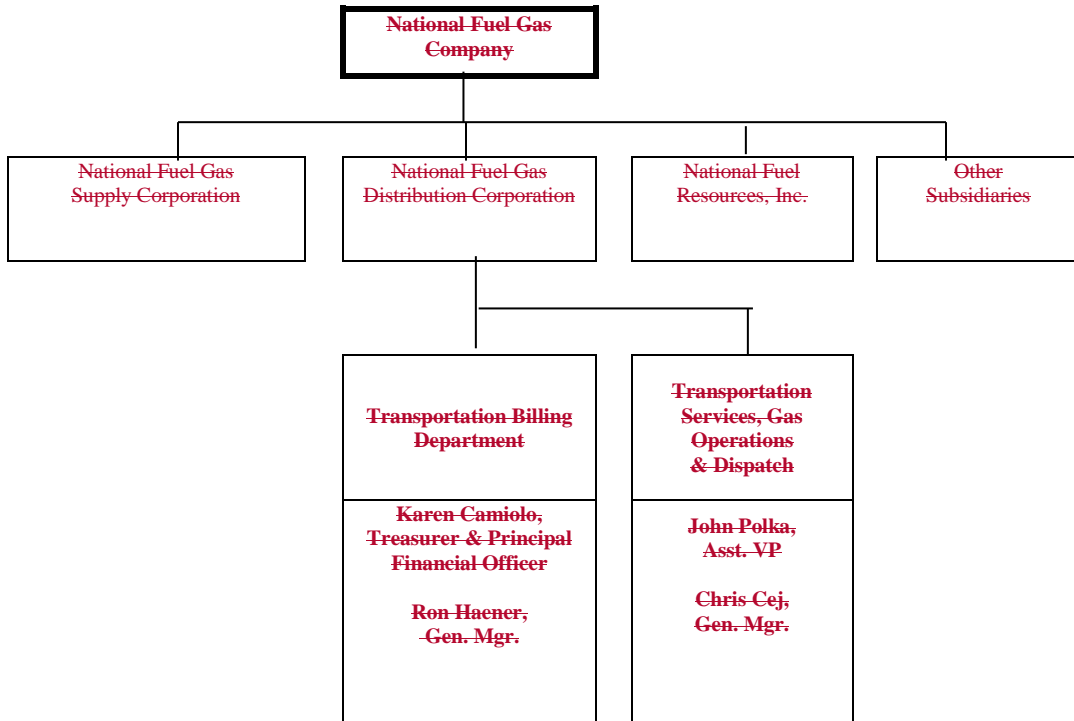 National Fuel Gas
Company
National Fuel Gas
Supply Corporation
National Fuel Gas
Distribution Corporation
National Fuel
Resources, Inc.
Other
Subsidiaries
Transportation Billing
Department
Transportation
Services, Gas
Operations
& Dispatch
Karen Camiolo,
Treasurer & Principal
Financial Officer
Ron Haener,
Gen. Mgr.
John Polka,
Asst. VP
Chris Cej,
Gen. Mgr.